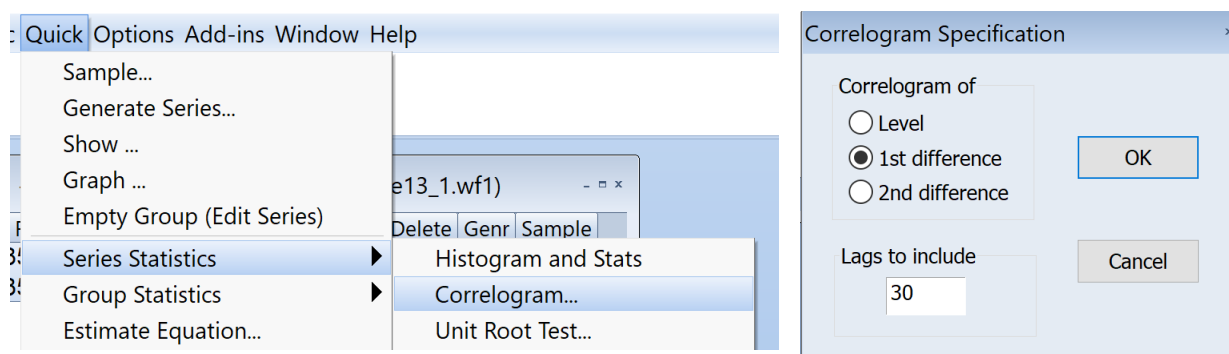 c Quick Options Add-ins Window Help
Sample...
Generate Series...
Show ...
Graph ...
Empty Group (Edit Series)
Series Statistics
Group Statistics
Estimate Equation...
e13_1.wf1)
Delete Genr Sample
Histogram and Stats
Correlogram...
Unit Root Test...
Correlogram Specification
Correlogram of
Level
1st difference
2nd difference
OK
Lags to include
30
Cancel